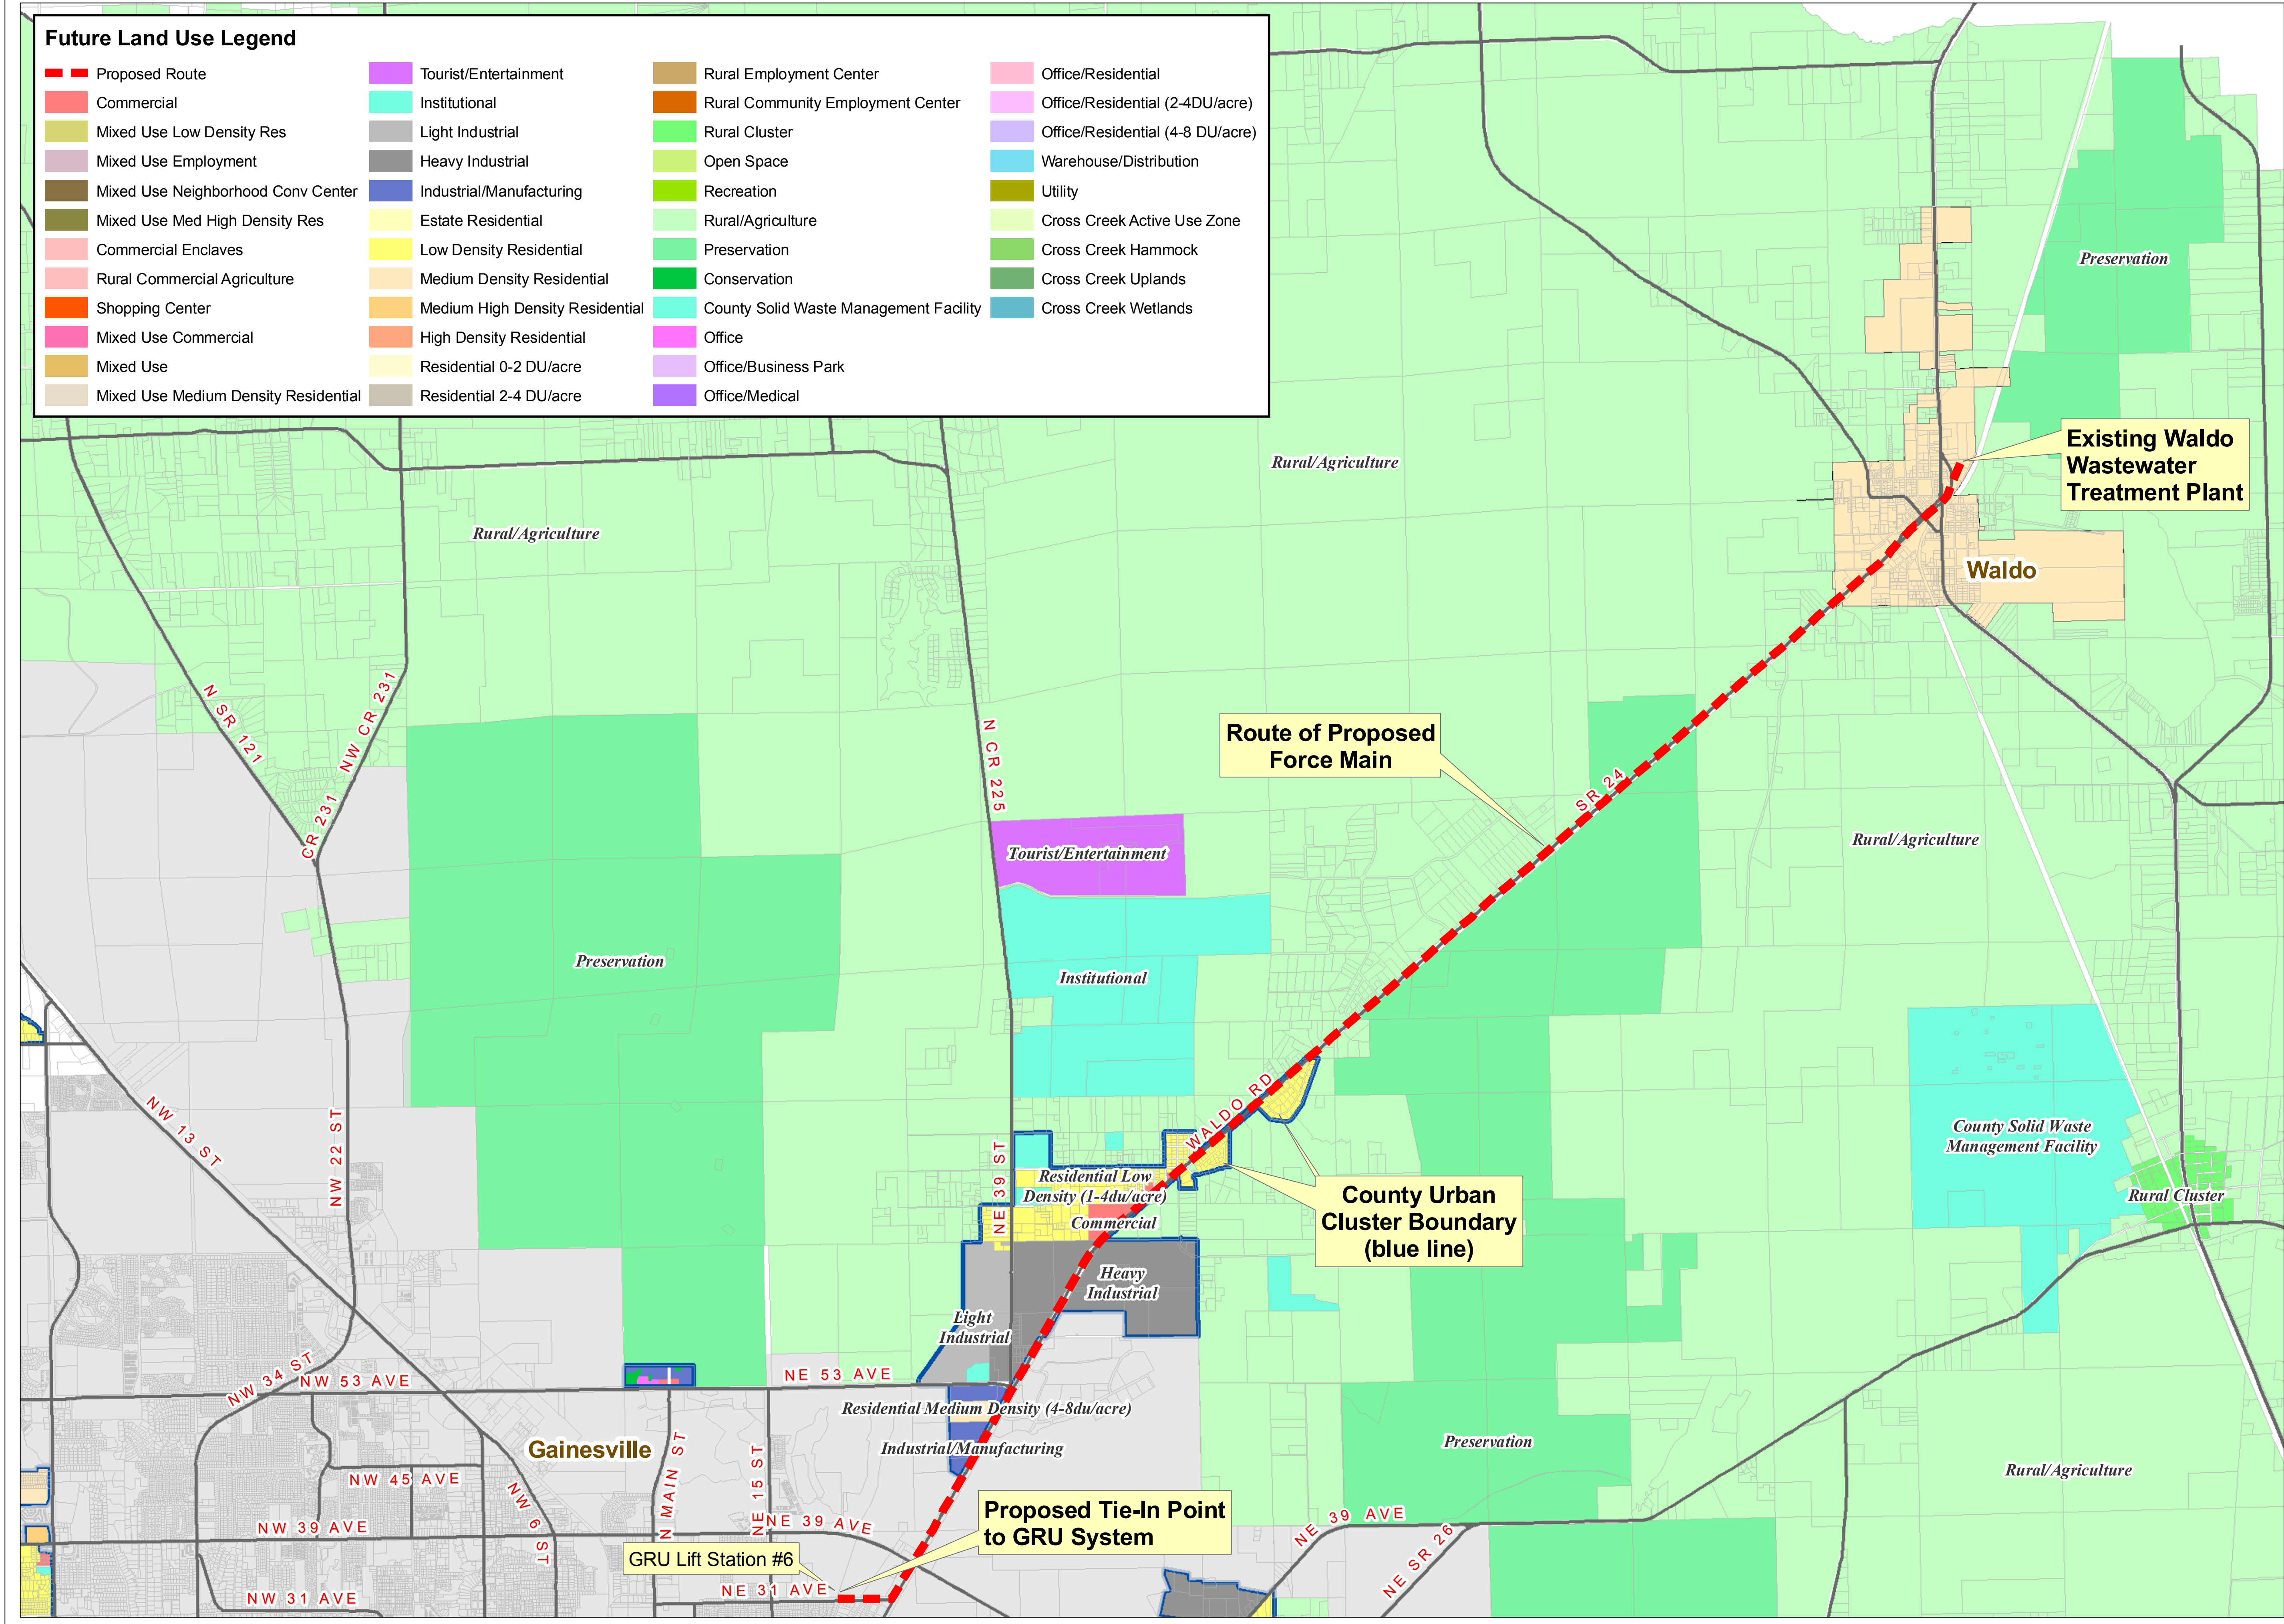 Future Land Use Legend
Proposed Route
Commercial
Mixed Use Low Density Res
Mixed Use Employment
Mixed Use Neighborhood Conv Center
Mixed Use Med High Density Res
Commercial Enclaves
Rural Commercial Agriculture
Shopping Center
Mixed Use Commercial
Mixed Use
Mixed Use Medium Density Residential
Tourist/Entertainment
Institutional
Light Industrial
Heavy Industrial
Industrial/Manufacturing
Estate Residential
Low Density Residential
Medium Density Residential
Medium High Density Residential
High Density Residential
Residential 0-2 DU/acre
Residential 2-4 DU/acre
Rural Employment Center
Rural Community Employment Center
Rural Cluster
Open Space
Recreation
Rural/Agriculture
Preservation
Conservation
County Solid Waste Management Facility
Office
Office/Business Park
Office/Medical
Office/Residential
Office/Residential (2-4DU/acre)
Office/Residential (4-8 DU/acre)
Warehouse/Distribution
Utility
Cross Creek Active Use Zone
Cross Creek Hammock
Cross Creek Uplands
Cross Creek Wetlands
Preservation
Existing Waldo
Wastewater
Treatment Plant
Rural/Agriculture
Rural/Agriculture
Waldo
N SR 121
NW CR 231
CR 231
N CR 225
Route of Proposed
Force Main
SR 24
Rural/Agriculture
Tourist/Entertainment
Preservation
Institutional
NW 13 ST
NW 22 ST
NE 39 ST
WALDO RD
Residential Low
Density (1-4du/acre)
Commercial
County Urban
Cluster Boundary
(blue line)
County Solid Waste
Management Facility
Rural Cluster
Heavy
Industrial
Light
Industrial
NW 34 ST
NW 53 AVE
NE 53 AVE
Residential Medium Density (4-8du/acre)
Industrial/Manufacturing
Gainesville
Preservation
Rural/Agriculture
NW 45 AVE
NW 6 ST
N MAIN ST
NE 15 ST
NW 39 AVE
NE 39 AVE
Proposed Tie-In Point
to GRU System
NE 39 AVE
NE SR 26
GRU Lift Station #6
NW 31 AVE
NE 31 AVE